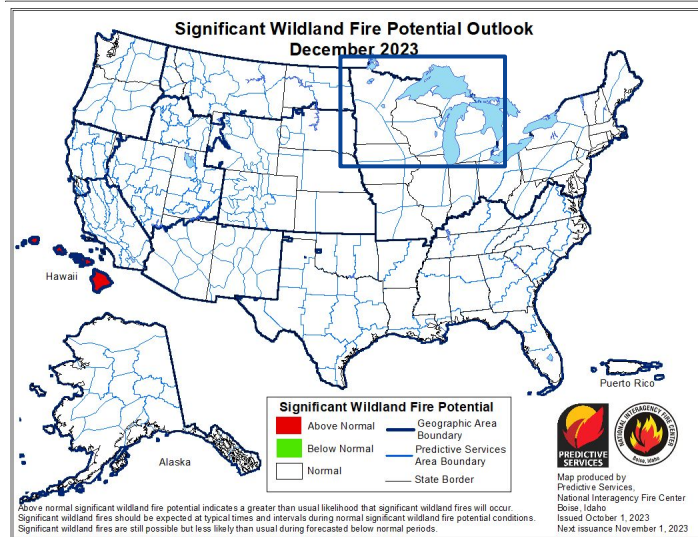 Significant Wildland Fire Potential Outlook
December 2023
Hawaii
Alaska
Puerto Rico
Significant Wildland Fire Potential
Above Normal
Below Normal
Normal
Geographic Area
Boundary
Predictive Services
Area Boundary
State Border
PREDICTIVE
SERVICES
NATIONAL INTERAGENCY FIRE CENTER
Boise, Idaho
Map produced by
Predictive Services,
National Interagency Fire Center
Boise, Idaho
Issued October 1, 2023
Next issuance November 1, 2023
Above normal significant wildland fire potential indicates a greater than usual likelihood that significant wildland fires will occur.
Significant wildland fires should be expected at typical times and intervals during normal significant wildland fire potential conditions.
Significant wildland fires are still possible but less likely than usual during forecasted below normal periods.